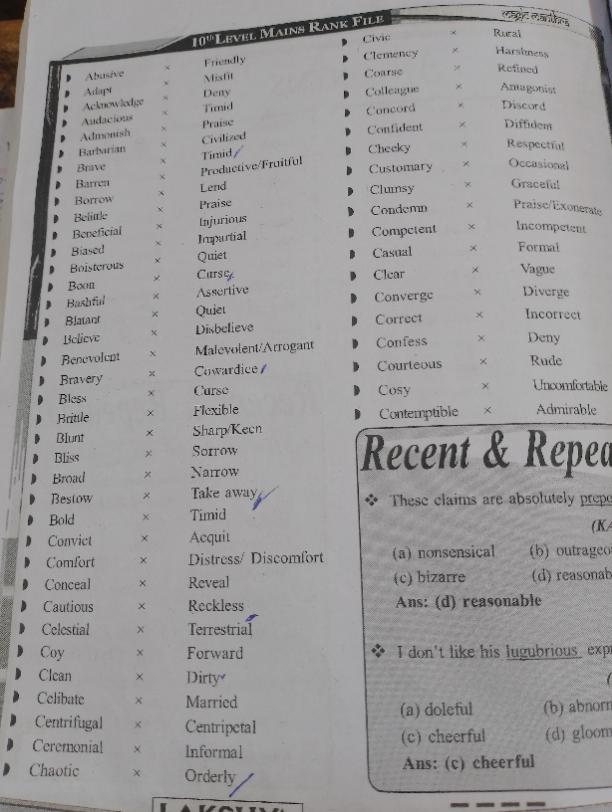 10th LEVEL MAINS RANK FILE
magic manthra
Abusive × Friendly
Adapt × Misfit
Acknowledge × Deny
Audacious × Timid
Admonish × Praise
Barbarian × Civilized
Brave × Timid
Barren × Productive/Fruitful
Borrow × Lend
Belittle × Praise
Beneficial × Injurious
Biased × Impartial
Boisterous × Quiet
Boon × Curse
Bashful × Assertive
Blatant × Quiet
Believe × Disbelieve
Benevolent × Malevolent/Arrogant
Bravery × Cowardice
Bless × Curse
Brittle × Flexible
Blunt × Sharp/Keen
Bliss × Sorrow
Broad × Narrow
Bestow × Take away
Bold × Timid
Convict × Acquit
Comfort × Distress/ Discomfort
Conceal × Reveal
Cautious × Reckless
Celestial × Terrestrial
Coy × Forward
Clean × Dirty
Celibate × Married
Centrifugal × Centripetal
Ceremonial × Informal
Chaotic × Orderly
Civic × Rural
Clemency × Harshness
Coarse × Refined
Colleague × Antagonist
Concord × Discord
Confident × Diffident
Cheeky × Respectful
Customary × Occasional
Clumsy × Graceful
Condemn × Praise/Exonerate
Competent × Incompetent
Casual × Formal
Clear × Vague
Converge × Diverge
Correct × Incorrect
Confess × Deny
Courteous × Rude
Cosy × Uncomfortable
Contemptible × Admirable
Recent & Repea
❖ These claims are absolutely prepo
(KA
(a) nonsensical (b) outrageo
(c) bizarre (d) reasonab
Ans: (d) reasonable
❖ I don't like his lugubrious expr
(
(a) doleful (b) abnorm
(c) cheerful (d) gloom
Ans: (c) cheerful